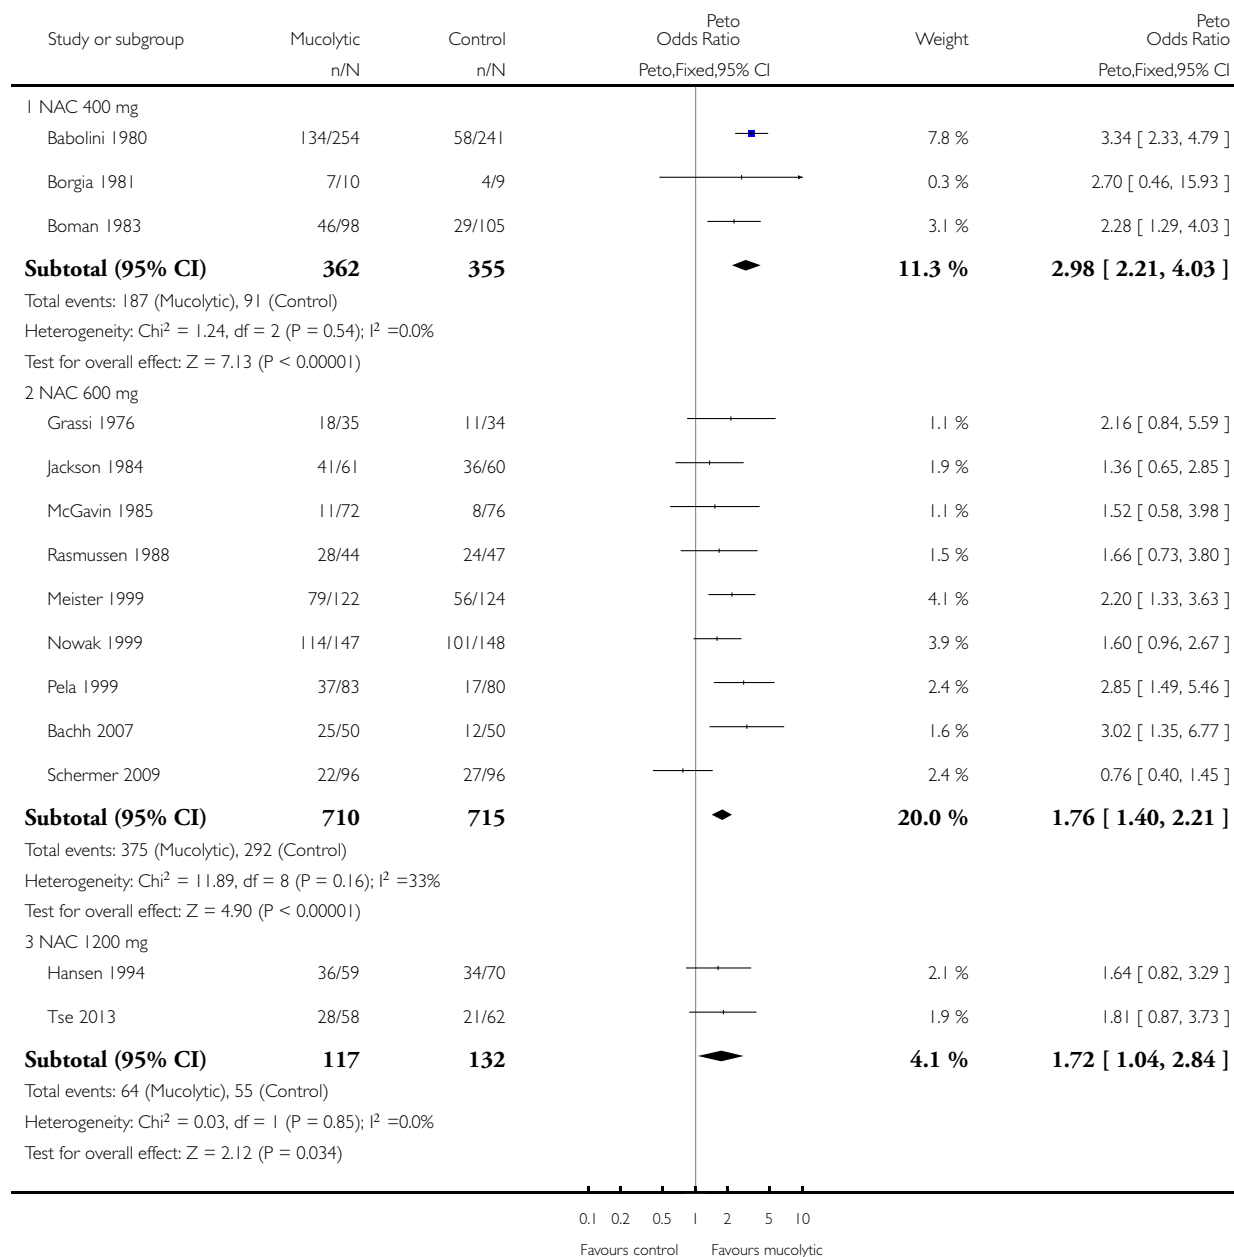 Peto Peto
Study or subgroup Mucolytic Control Odds Ratio Weight Odds Ratio
n/N n/N Peto,Fixed,95% CI Peto,Fixed,95% CI
1 NAC 400 mg
Babolini 1980 134/254 58/241 7.8 % 3.34 [ 2.33, 4.79 ]
Borgia 1981 7/10 4/9 0.3 % 2.70 [ 0.46, 15.93 ]
Boman 1983 46/98 29/105 3.1 % 2.28 [ 1.29, 4.03 ]
Subtotal (95% CI) 362 355 11.3 % 2.98 [ 2.21, 4.03 ]
Total events: 187 (Mucolytic), 91 (Control)
Heterogeneity: Chi² = 1.24, df = 2 (P = 0.54); I² =0.0%
Test for overall effect: Z = 7.13 (P < 0.00001)
2 NAC 600 mg
Grassi 1976 18/35 11/34 1.1 % 2.16 [ 0.84, 5.59 ]
Jackson 1984 41/61 36/60 1.9 % 1.36 [ 0.65, 2.85 ]
McGavin 1985 11/72 8/76 1.1 % 1.52 [ 0.58, 3.98 ]
Rasmussen 1988 28/44 24/47 1.5 % 1.66 [ 0.73, 3.80 ]
Meister 1999 79/122 56/124 4.1 % 2.20 [ 1.33, 3.63 ]
Nowak 1999 114/147 101/148 3.9 % 1.60 [ 0.96, 2.67 ]
Pela 1999 37/83 17/80 2.4 % 2.85 [ 1.49, 5.46 ]
Bachh 2007 25/50 12/50 1.6 % 3.02 [ 1.35, 6.77 ]
Schermer 2009 22/96 27/96 2.4 % 0.76 [ 0.40, 1.45 ]
Subtotal (95% CI) 710 715 20.0 % 1.76 [ 1.40, 2.21 ]
Total events: 375 (Mucolytic), 292 (Control)
Heterogeneity: Chi² = 11.89, df = 8 (P = 0.16); I² =33%
Test for overall effect: Z = 4.90 (P < 0.00001)
3 NAC 1200 mg
Hansen 1994 36/59 34/70 2.1 % 1.64 [ 0.82, 3.29 ]
Tse 2013 28/58 21/62 1.9 % 1.81 [ 0.87, 3.73 ]
Subtotal (95% CI) 117 132 4.1 % 1.72 [ 1.04, 2.84 ]
Total events: 64 (Mucolytic), 55 (Control)
Heterogeneity: Chi² = 0.03, df = 1 (P = 0.85); I² =0.0%
Test for overall effect: Z = 2.12 (P = 0.034)
0.1 0.2 0.5 1 2 5 10
Favours control Favours mucolytic